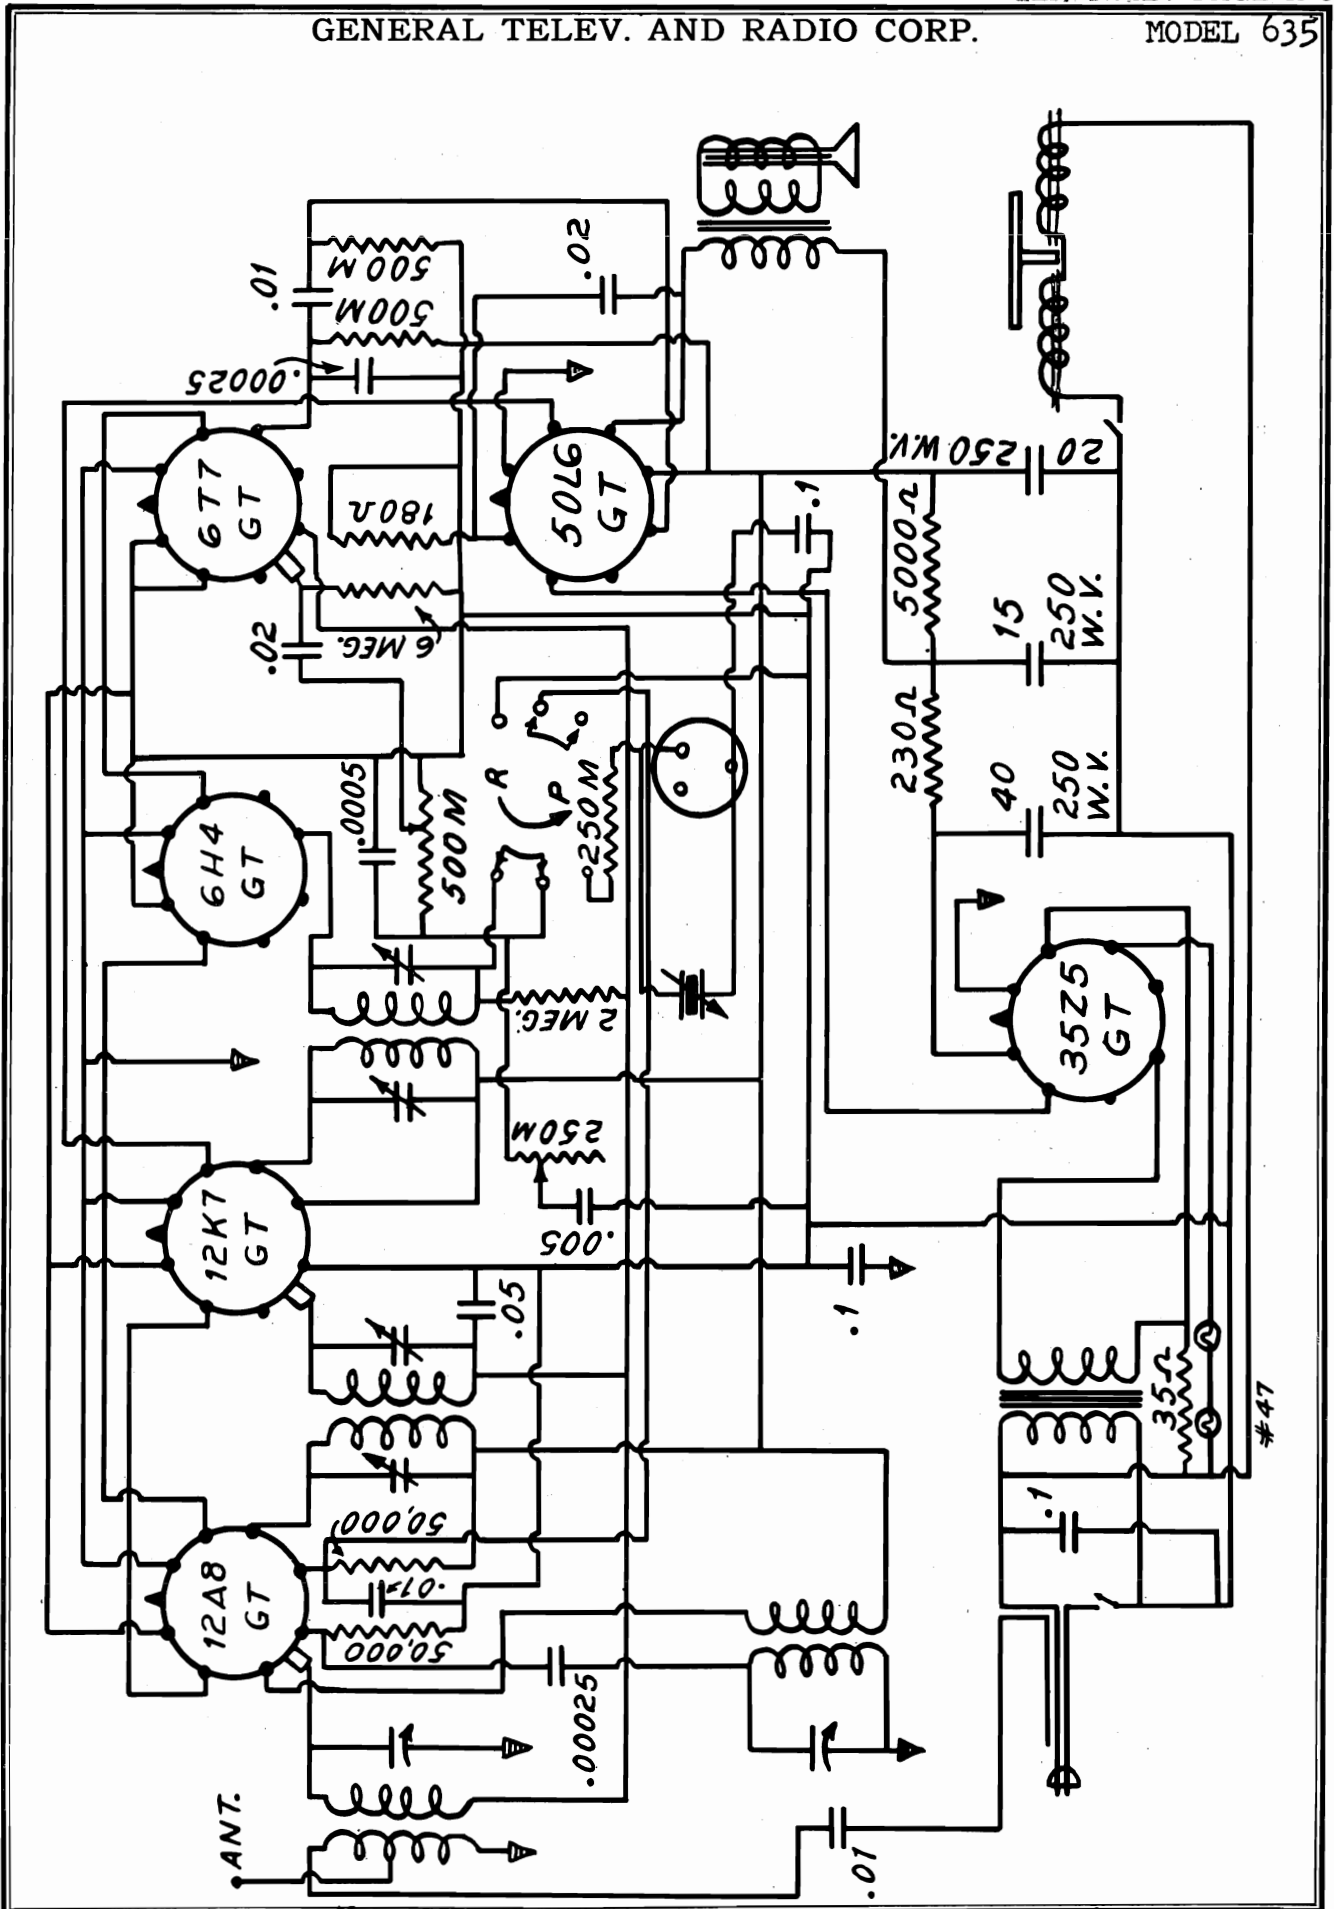 GENERAL TELEV. AND RADIO CORP.
MODEL 635
.01
500M
500M
.02
.00025
6T7
GT
180Ω
50L6
GT
250 W.V.
20
.1
.02
6 MEG.
5000Ω
15
250
W.V.
230Ω
40
250
W.V.
6H4
GT
.0005
500M
R
P
250M
2 MEG.
35Z5
GT
12K7
GT
250M
.005
.05
.1
35Ω
#47
.1
50,000
12A8
GT
.01
50,000
.00025
ANT.
.01